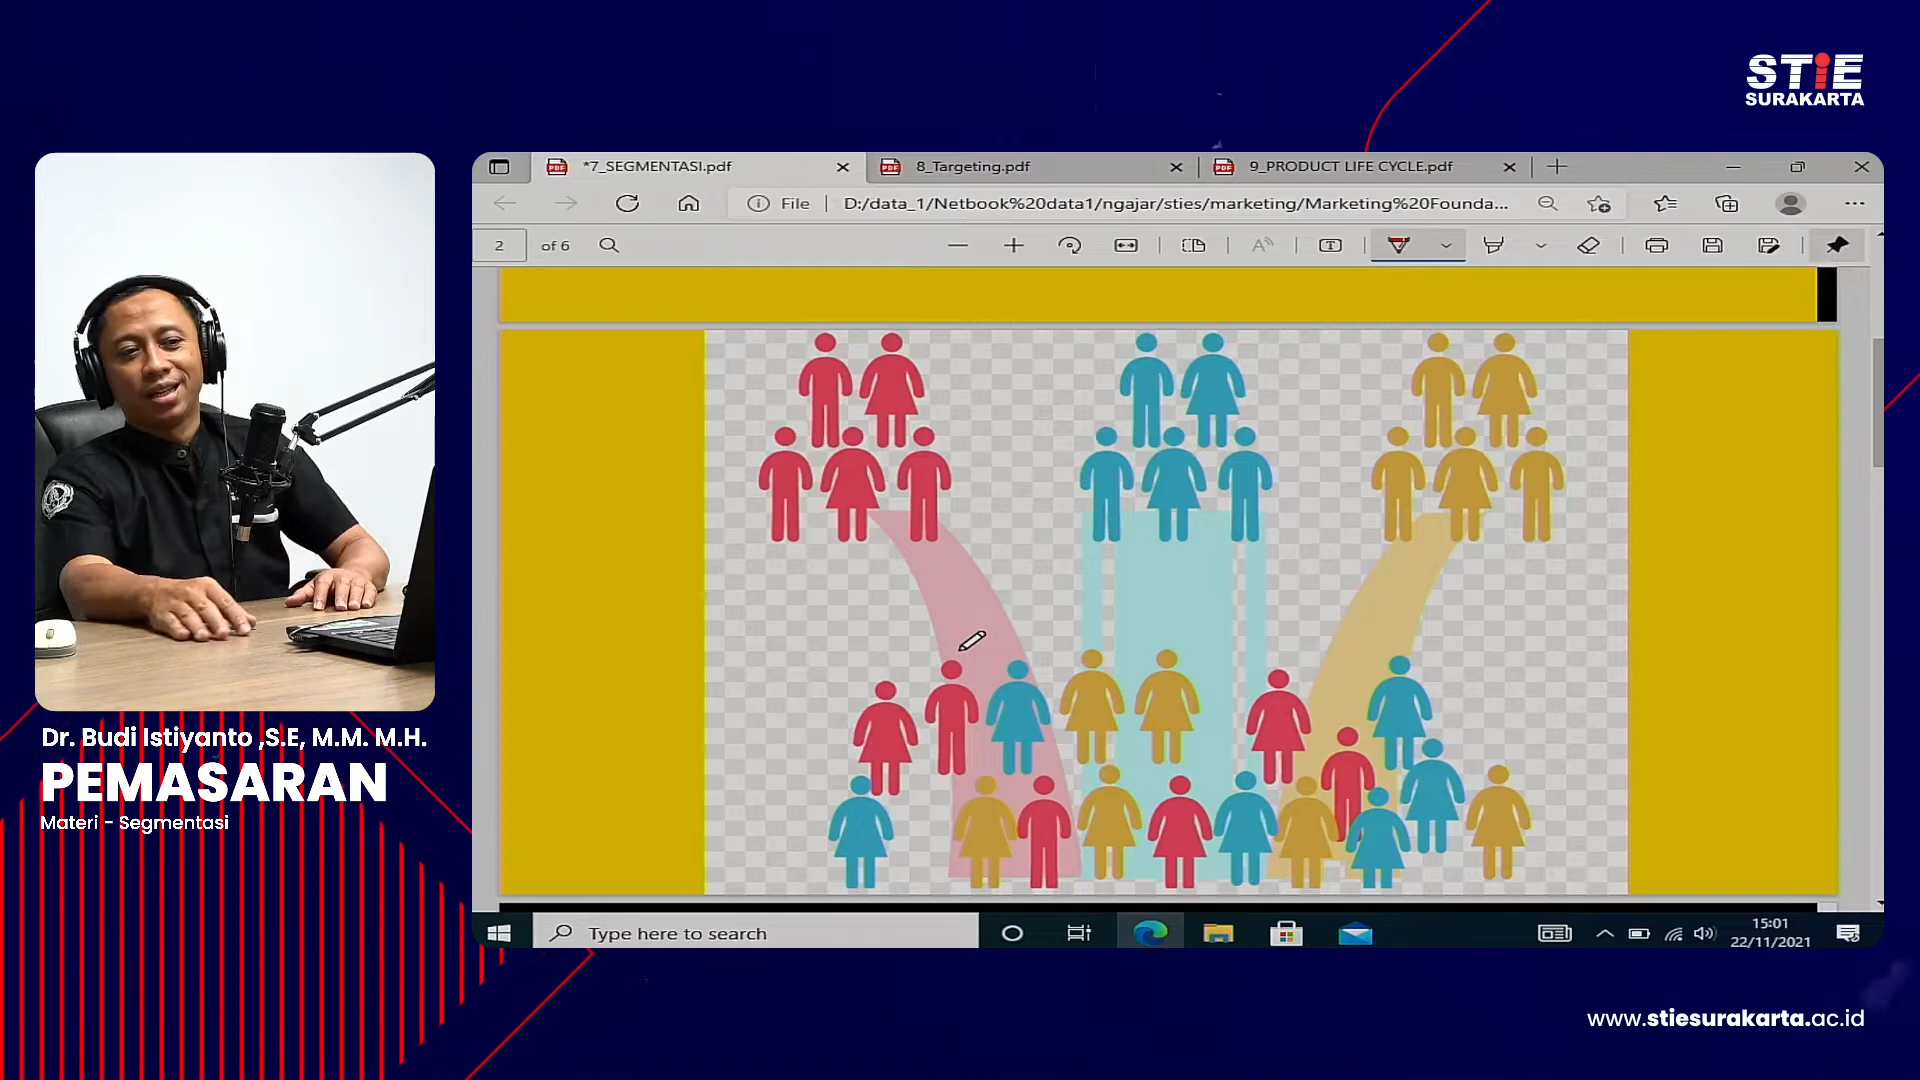 STiE
SURAKARTA
*7_SEGMENTASI.pdf
8_Targeting.pdf
9_PRODUCT LIFE CYCLE.pdf
File
D:/data_1/Netbook%20data1/ngajar/sties/marketing/Marketing%20Founda...
2 of 6
Dr. Budi Istiyanto ,S.E, M.M. M.H.
PEMASARAN
Materi - Segmentasi
Type here to search
15:01
22/11/2021
www.stiesurakarta.ac.id